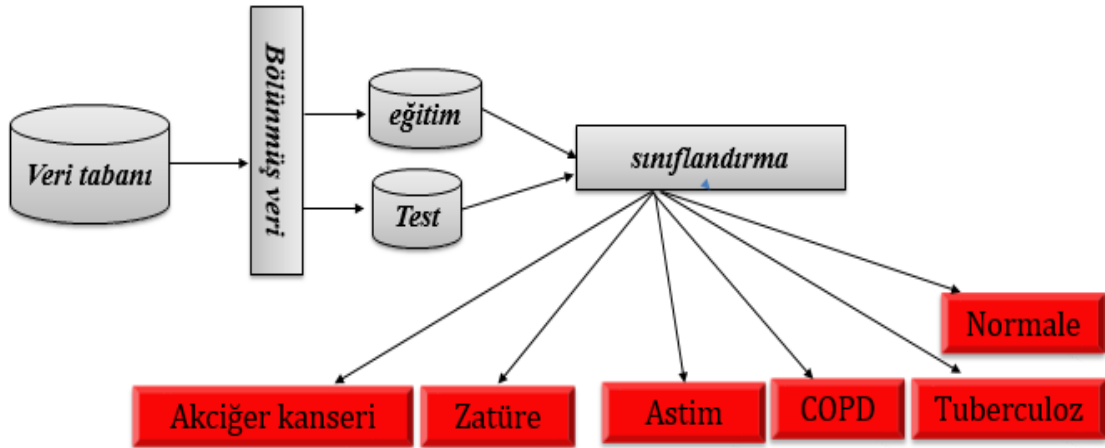 Veri tabanı
Bölünmüş veri
eğitim
Test
sınıflandırma
Normale
Akciğer kanseri
Zatüre
Astim
COPD
Tuberculoz